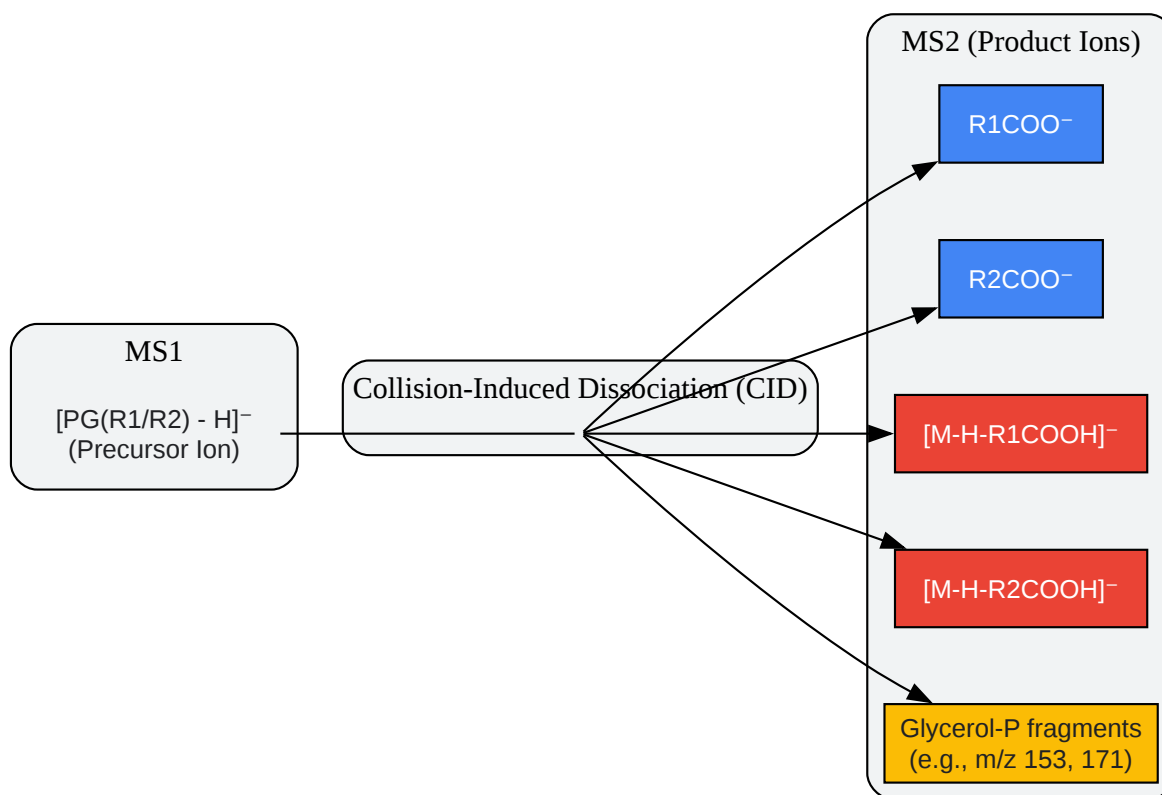 MS2 (Product Ions)
R1COO⁻
R2COO⁻
MS1
[PG(R1/R2) - H]⁻
(Precursor Ion)
Collision-Induced Dissociation (CID)
[M-H-R1COOH]⁻
[M-H-R2COOH]⁻
Glycerol-P fragments
(e.g., m/z 153, 171)